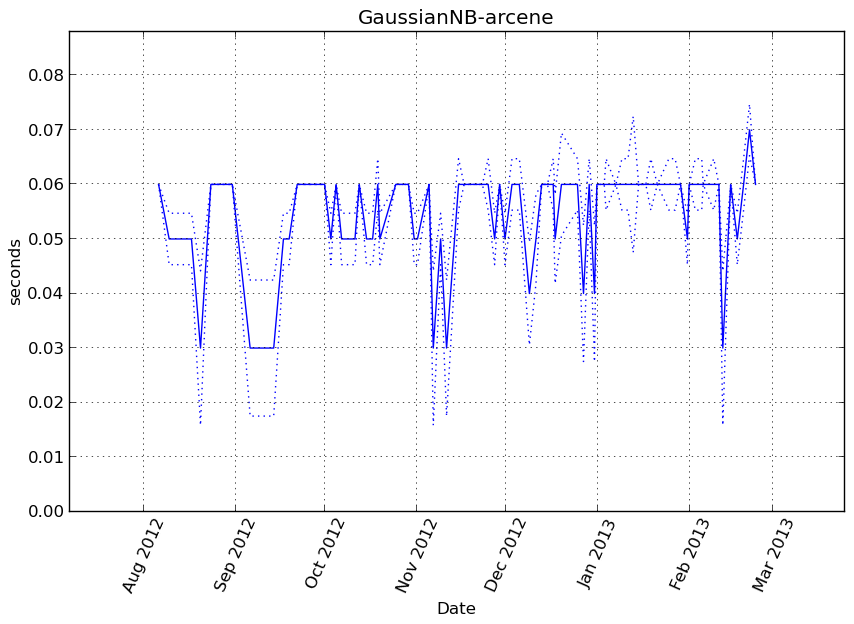 GaussianNB-arcene
0.08
0.07
0.06
0.05
0.04
0.03
0.02
0.01
0.00
seconds
Aug 2012
Sep 2012
Oct 2012
Nov 2012
Dec 2012
Jan 2013
Feb 2013
Mar 2013
Date